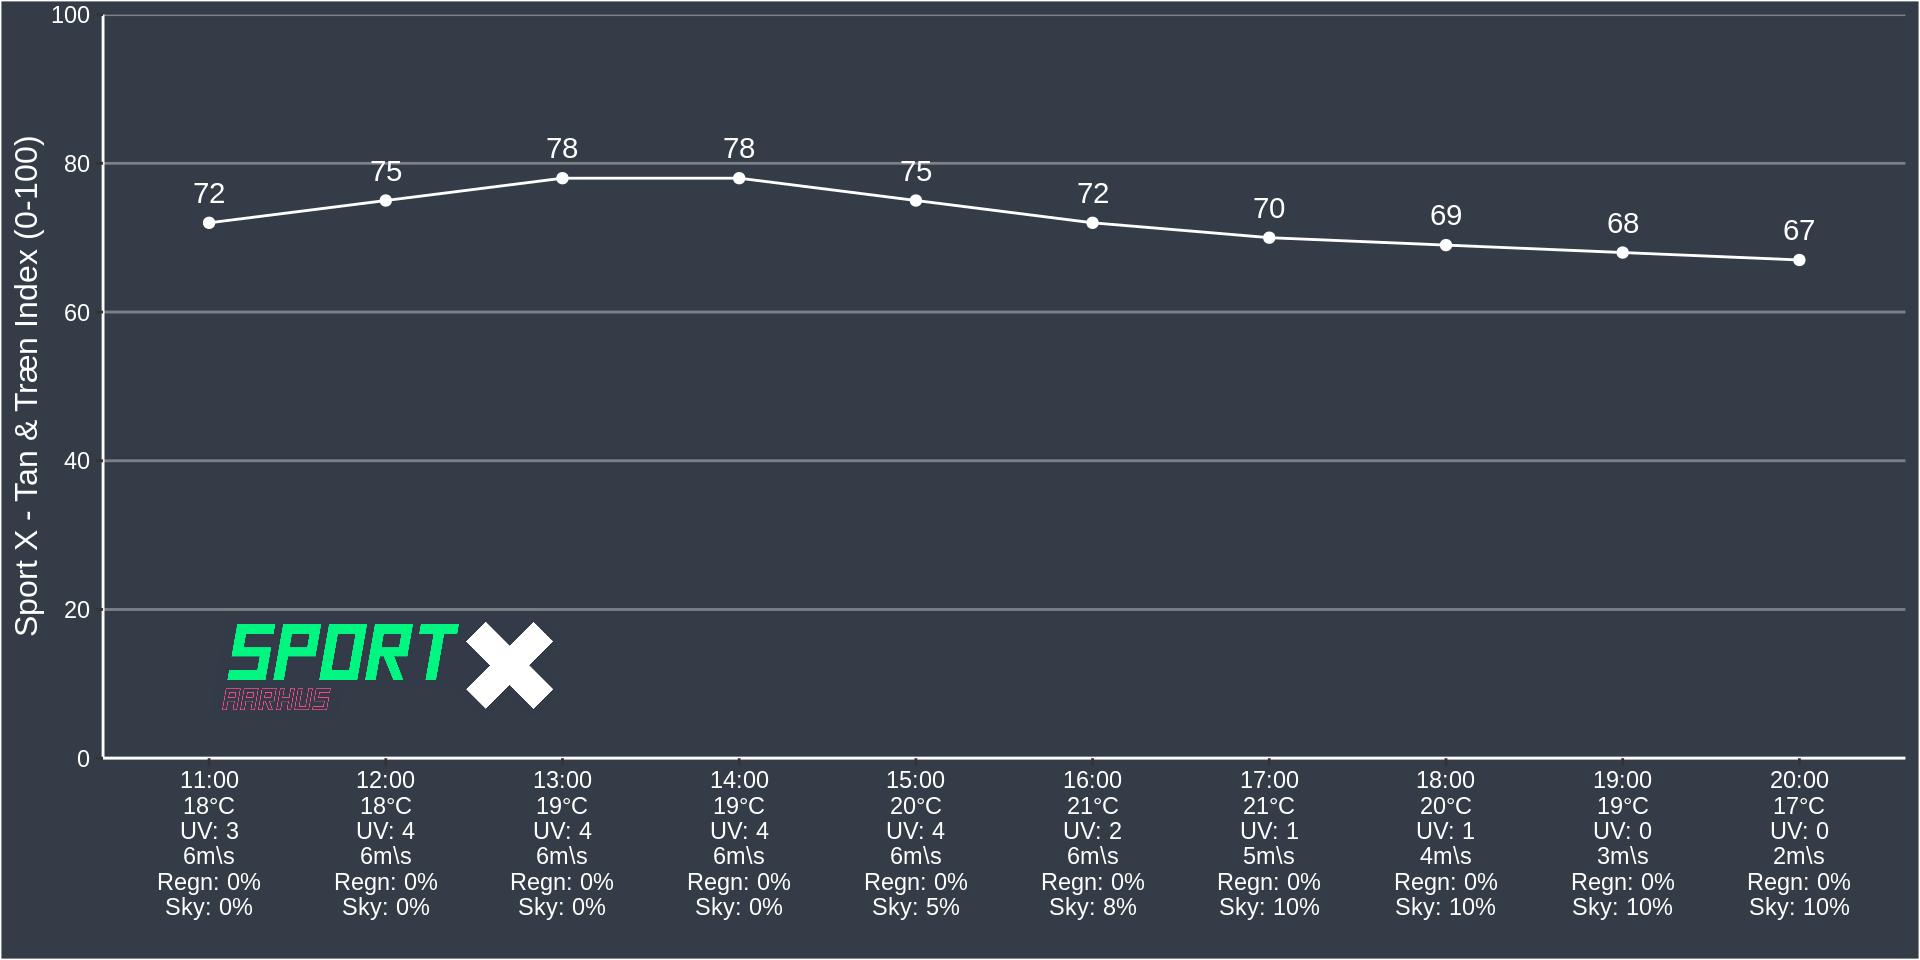 Sport X - Tan & Træn Index (0-100)
100
80
60
40
20
0
72
75
78
78
75
72
70
69
68
67
SPORT X
AARHUS
11:00
18°C
UV: 3
6m\s
Regn: 0%
Sky: 0%
12:00
18°C
UV: 4
6m\s
Regn: 0%
Sky: 0%
13:00
19°C
UV: 4
6m\s
Regn: 0%
Sky: 0%
14:00
19°C
UV: 4
6m\s
Regn: 0%
Sky: 0%
15:00
20°C
UV: 4
6m\s
Regn: 0%
Sky: 5%
16:00
21°C
UV: 2
6m\s
Regn: 0%
Sky: 8%
17:00
21°C
UV: 1
5m\s
Regn: 0%
Sky: 10%
18:00
20°C
UV: 1
4m\s
Regn: 0%
Sky: 10%
19:00
19°C
UV: 0
3m\s
Regn: 0%
Sky: 10%
20:00
17°C
UV: 0
2m\s
Regn: 0%
Sky: 10%